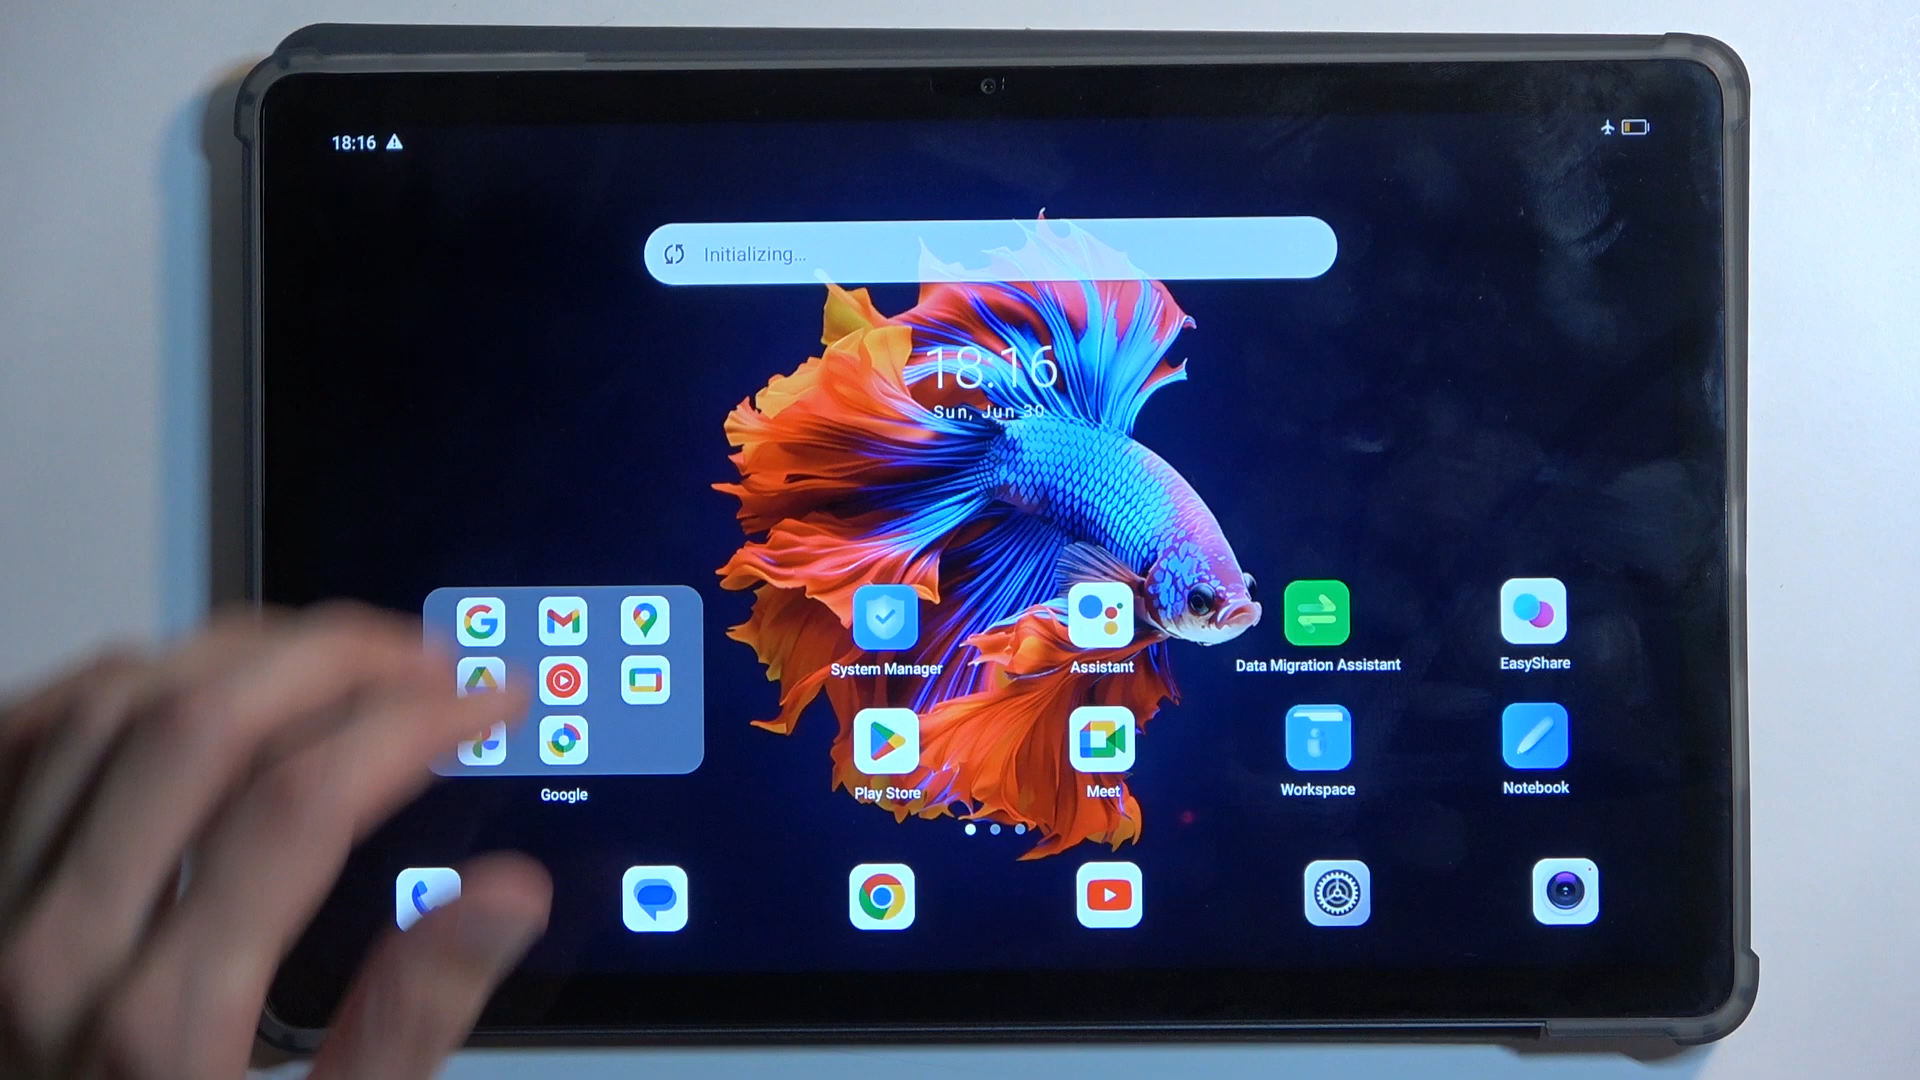 18:16
Initializing...
18:16
Sun, Jun 30
System Manager
Assistant
Data Migration Assistant
EasyShare
Google
Play Store
Meet
Workspace
Notebook